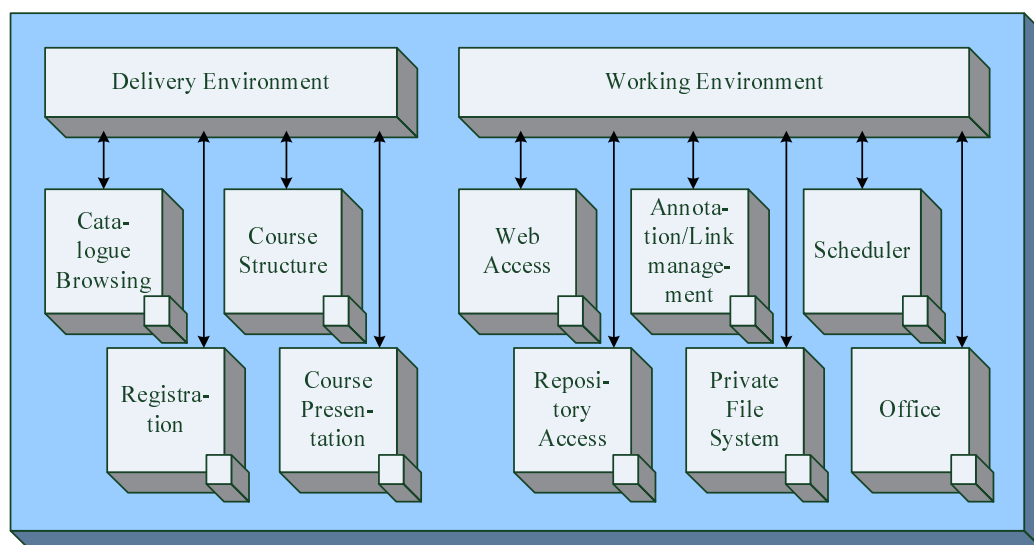 Delivery Environment
Working Environment
Cata-
logue
Browsing
Course
Structure
Web
Access
Annota-
tion/Link
manage-
ment
Scheduler
Registra-
tion
Course
Presen-
tation
Reposi-
tory
Access
Private
File
System
Office